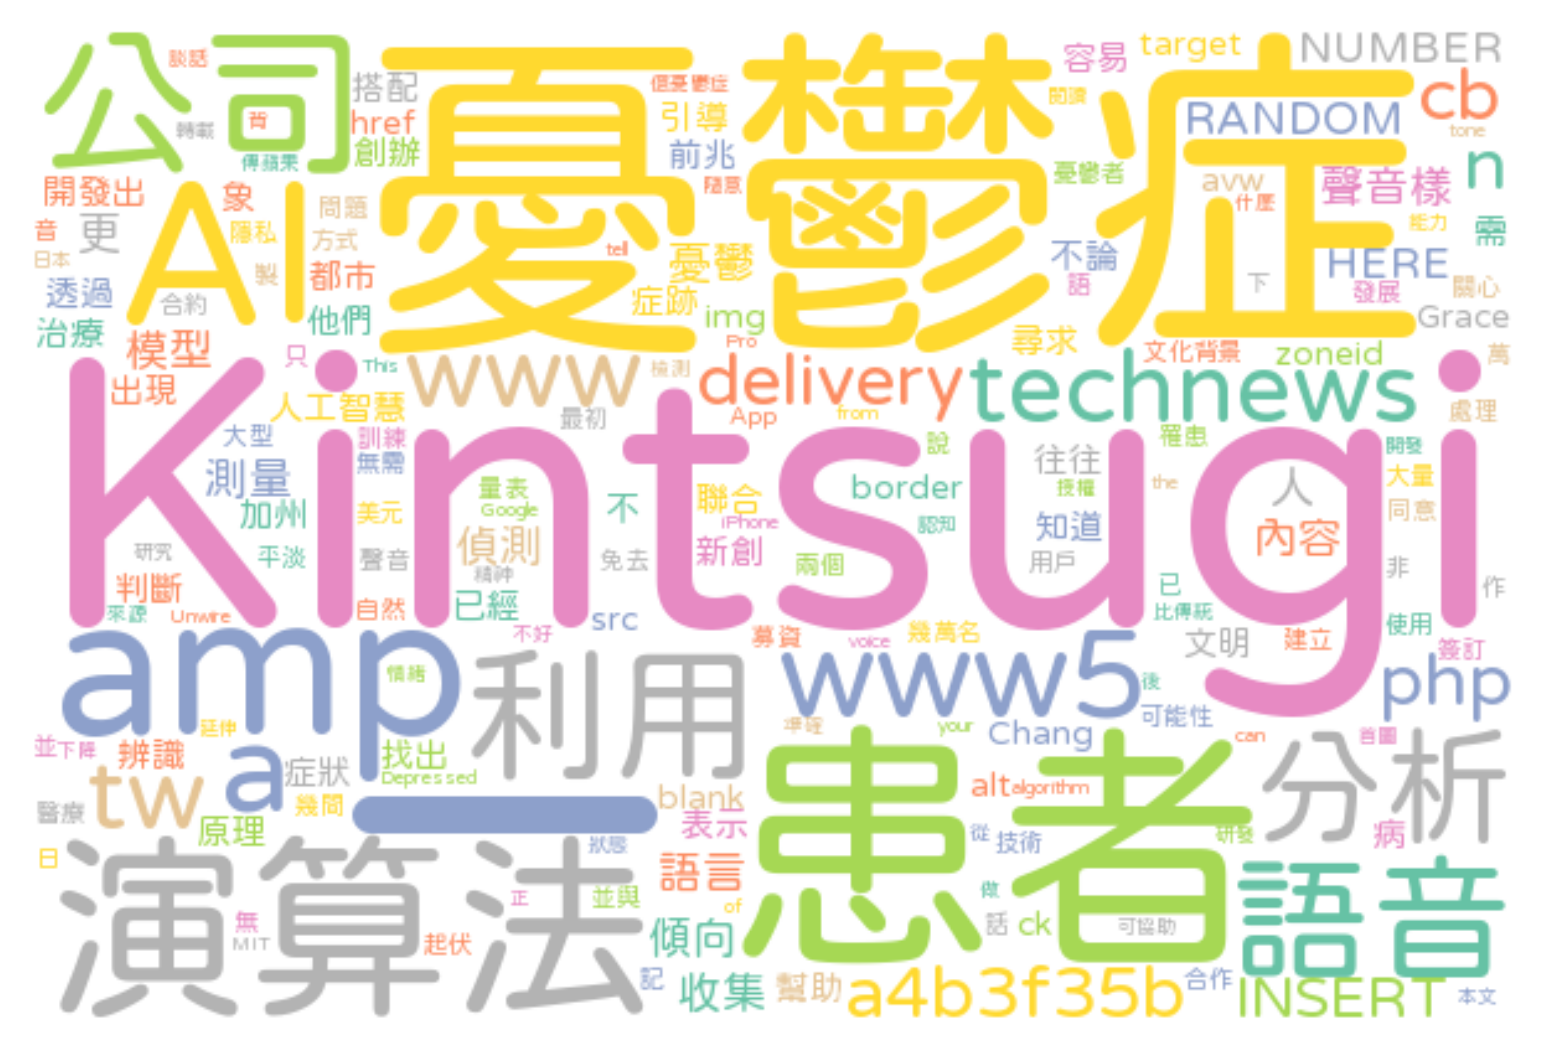 公司
談話
憂鬱症
容易
target
NUMBER
搭配
個憂鬱症
引導
閱讀
RANDOM
cb
tone
背
轉載
href
創辦
前兆
傳蘋果
隨意
憂鬱者
聲音樣
n
開發出
AI
象
問題
avw
什麼
能力
音
更
隱私
方式
tell
憂鬱
不論
HERE
需
日本
製
都市
語
下
發展
關心
透過
合約
症跡
治療
他們
img
Grace
模型
只
This
Pro
尋求
文化背景
zoneid
萬
出現
www
檢測
delivery
technews
人工智慧
最初
App
from
處理
Kintsugi
大型
訓練
說
罹患
開發
測量
無需
量表
往往
授權
the
人
大量
加州
美元
Google
不
聯合
border
iPhone
認知
知道
同意
研究
平淡
聲音
偵測
免去
新創
兩個
用戶
內容
非
判斷
精神
已
作
來源
Unwire
自然
已經
src
比傳統
使用
不好
募資
voice
幾萬名
文明
建立
簽訂
amp
情緒
利用
www5
後
php
延伸
準確
your
Chang
可能性
並
下降
辨識
a
症狀
找出
患者
can
首圖
分析
tw
Depressed
blank
alt
algorithm
醫療
幾間
原理
表示
從
技術
研發
病
日
演算法
狀態
語言
語音
正
並與
of
做
無
MIT
起伏
傾向
話
ck
可協助
記
收集
幫助
a4b3f35b
合作
INSERT
本文